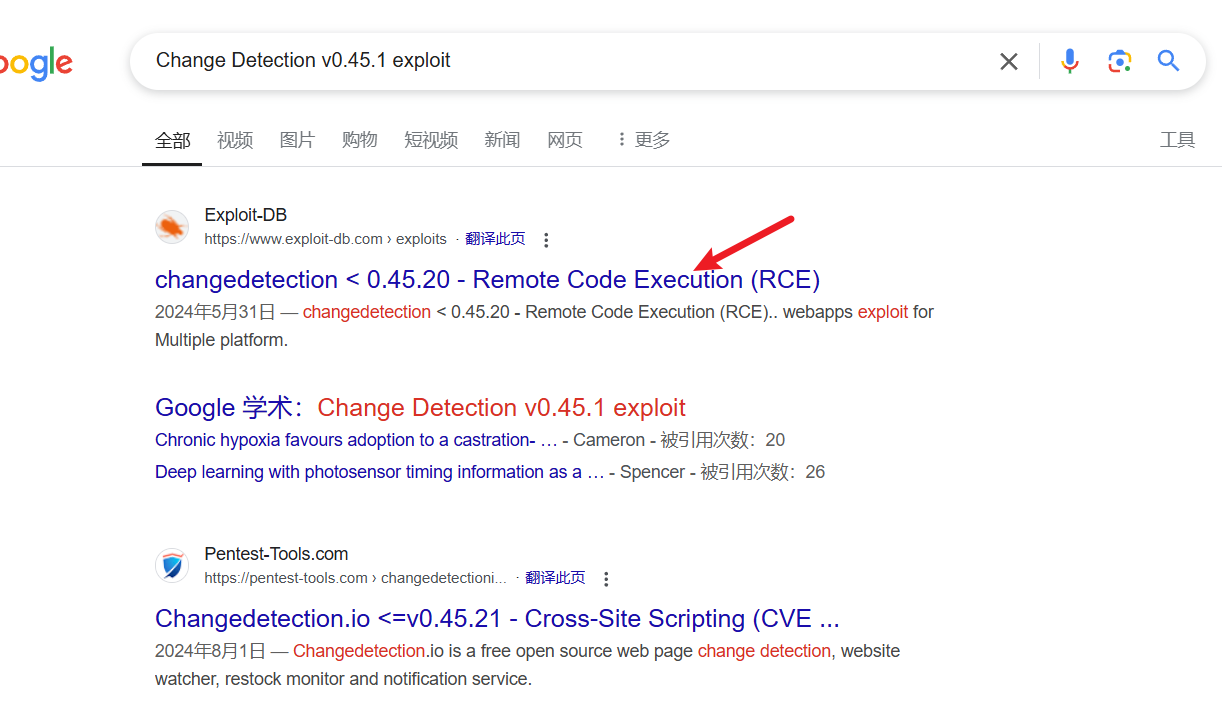 oogle
Change Detection v0.45.1 exploit
全部 视频 图片 购物 短视频 新闻 网页 更多 工具
Exploit-DB
https://www.exploit-db.com › exploits · 翻译此页
changedetection < 0.45.20 - Remote Code Execution (RCE)
2024年5月31日 — changedetection < 0.45.20 - Remote Code Execution (RCE).. webapps exploit for
Multiple platform.
Google 学术： Change Detection v0.45.1 exploit
Chronic hypoxia favours adoption to a castration- … - Cameron - 被引用次数：20
Deep learning with photosensor timing information as a … - Spencer - 被引用次数：26
Pentest-Tools.com
https://pentest-tools.com › changedetectioni... · 翻译此页
Changedetection.io <=v0.45.21 - Cross-Site Scripting (CVE ...
2024年8月1日 — Changedetection.io is a free open source web page change detection, website
watcher, restock monitor and notification service.